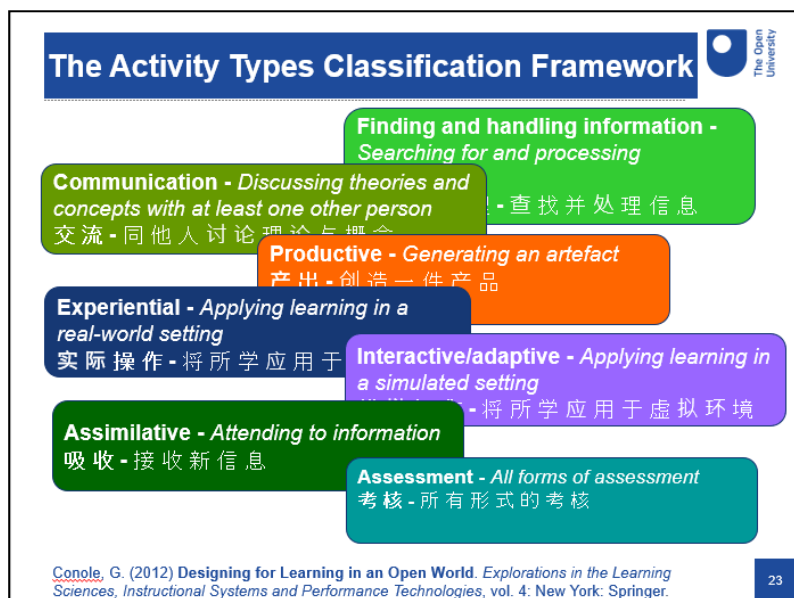 The Activity Types Classification Framework
The Open
University
Finding and handling information -
Searching for and processing
- 查找并处理信息
Communication - Discussing theories and
concepts with at least one other person
交流 - 同他人讨论理论与概念
Productive - Generating an artefact
产出 - 创造一件产品
Experiential - Applying learning in a
real-world setting
实际操作 - 将所学应用于
Interactive/adaptive - Applying learning in
a simulated setting
- 将所学应用于虚拟环境
Assimilative - Attending to information
吸收 - 接收新信息
Assessment - All forms of assessment
考核 - 所有形式的考核
Conole, G. (2012) Designing for Learning in an Open World. Explorations in the Learning
Sciences, Instructional Systems and Performance Technologies, vol. 4: New York: Springer.
23